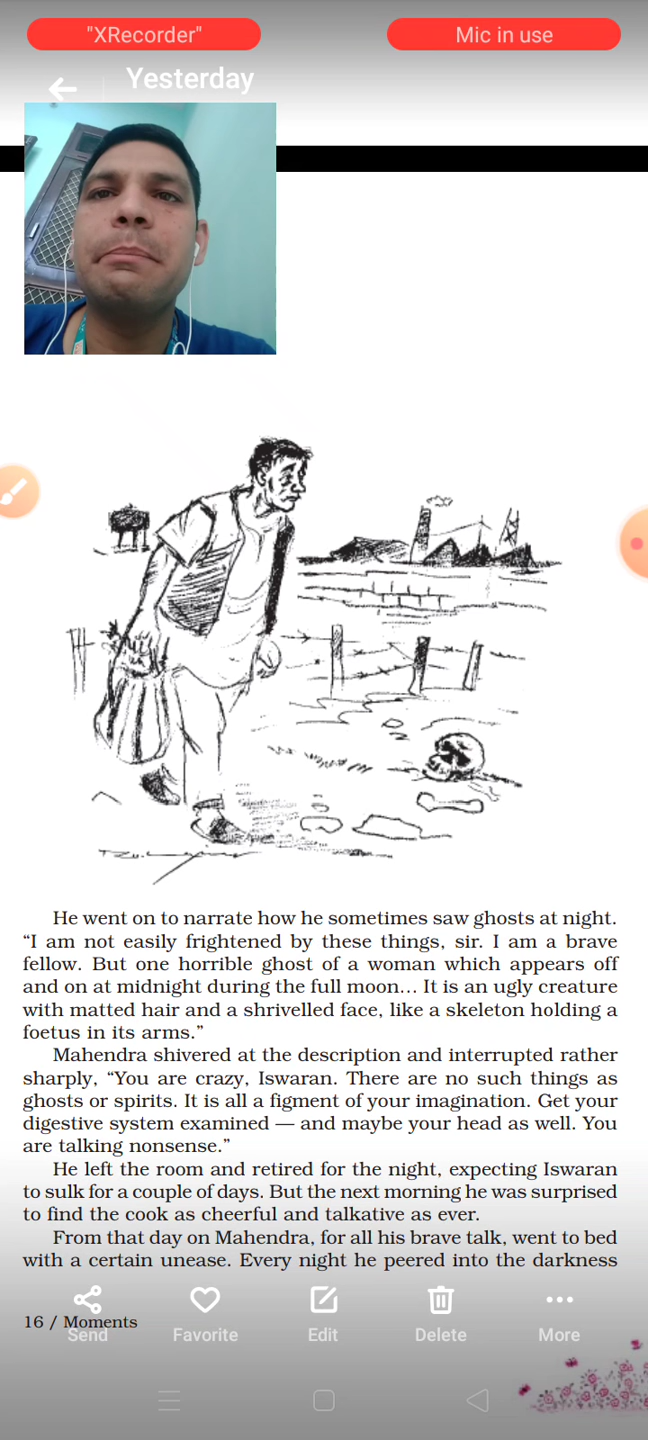 "XRecorder"
Mic in use
Yesterday
He went on to narrate how he sometimes saw ghosts at night.
“I am not easily frightened by these things, sir. I am a brave
fellow. But one horrible ghost of a woman which appears off
and on at midnight during the full moon... It is an ugly creature
with matted hair and a shrivelled face, like a skeleton holding a
foetus in its arms.”
Mahendra shivered at the description and interrupted rather
sharply, “You are crazy, Iswaran. There are no such things as
ghosts or spirits. It is all a figment of your imagination. Get your
digestive system examined — and maybe your head as well. You
are talking nonsense.”
He left the room and retired for the night, expecting Iswaran
to sulk for a couple of days. But the next morning he was surprised
to find the cook as cheerful and talkative as ever.
From that day on Mahendra, for all his brave talk, went to bed
with a certain unease. Every night he peered into the darkness
16 / Moments
Send
Favorite
Edit
Delete
More